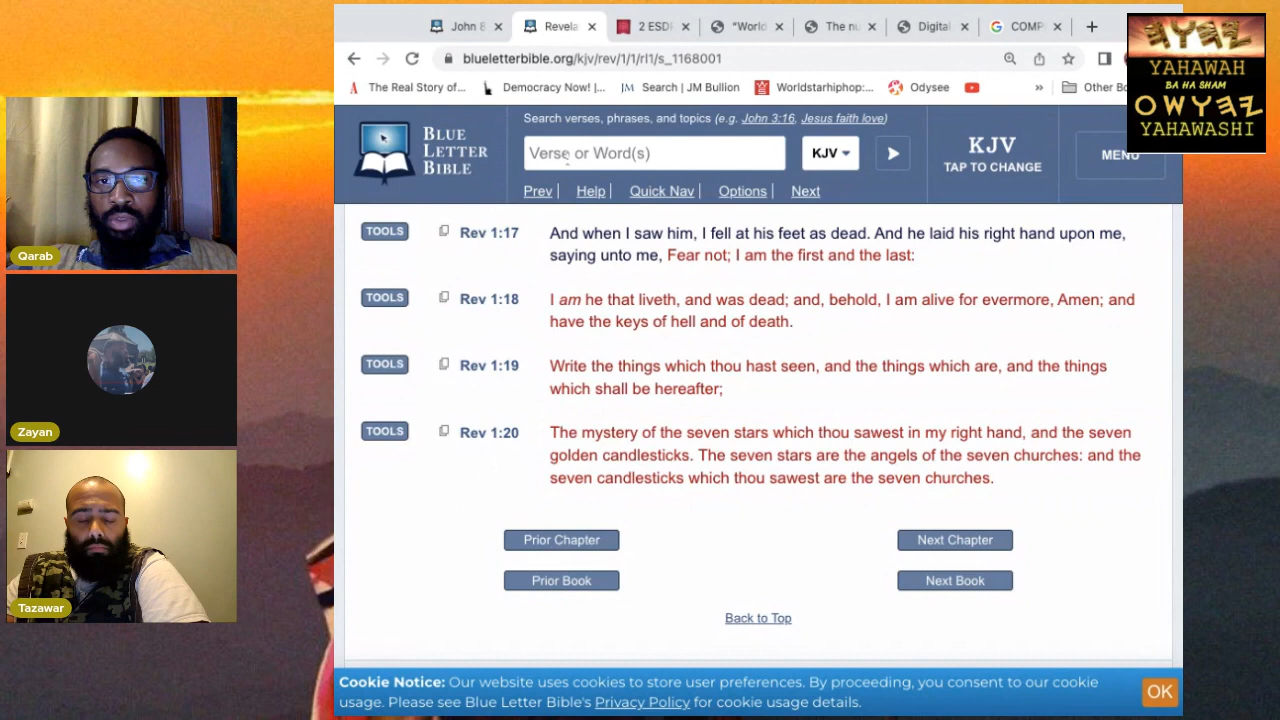 John 8
Revela
2 ESDI
"World
The nu
Digital
COMP
blueletterbible.org/kjv/rev/1/1/rl1/s_1168001
The Real Story of...
Democracy Now! |...
JM Search | JM Bullion
Worldstarhiphop:...
Odysee
»
Other Bo
YAHAWAH
BA HA SHAM
YAHAWASHI
BLUE
LETTER
BIBLE
Search verses, phrases, and topics (e.g. John 3:16, Jesus faith love)
Verse or Word(s)
KJV
KJV
TAP TO CHANGE
MENU
Prev | Help | Quick Nav | Options | Next
TOOLS Rev 1:17 And when I saw him, I fell at his feet as dead. And he laid his right hand upon me,
saying unto me, Fear not; I am the first and the last:
TOOLS Rev 1:18 I am he that liveth, and was dead; and, behold, I am alive for evermore, Amen; and
have the keys of hell and of death.
TOOLS Rev 1:19 Write the things which thou hast seen, and the things which are, and the things
which shall be hereafter;
TOOLS Rev 1:20 The mystery of the seven stars which thou sawest in my right hand, and the seven
golden candlesticks. The seven stars are the angels of the seven churches: and the
seven candlesticks which thou sawest are the seven churches.
Prior Chapter
Next Chapter
Prior Book
Next Book
Back to Top
Cookie Notice: Our website uses cookies to store user preferences. By proceeding, you consent to our cookie
usage. Please see Blue Letter Bible's Privacy Policy for cookie usage details.
OK
Qarab
Zayan
Tazawar